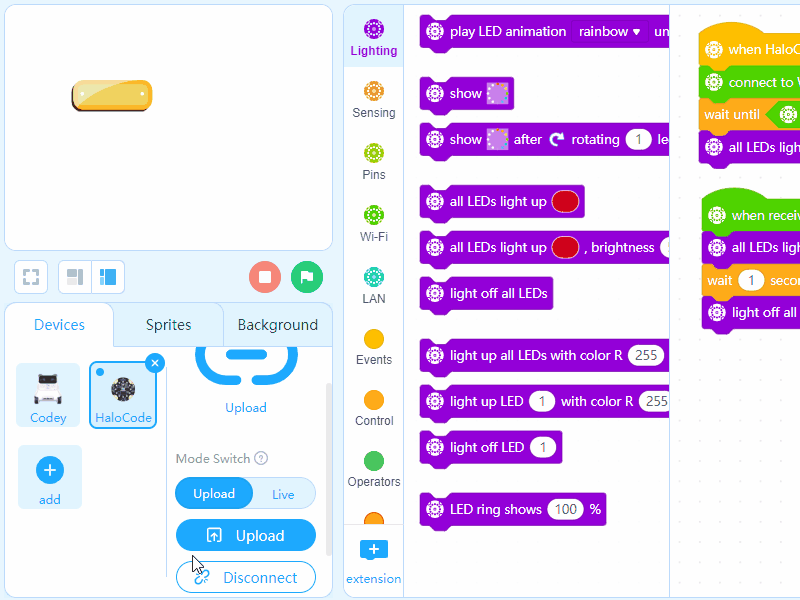 Lighting
Sensing
Pins
Wi-Fi
LAN
Events
Control
Operators
extension
play LED animation rainbow
show
show after rotating 1
all LEDs light up
all LEDs light up , brightness
light off all LEDs
light up all LEDs with color R 255
light up LED 1 with color R 255
light off LED 1
LED ring shows 100 %
when HaloC
connect to
wait until
all LEDs ligh
when receiv
all LEDs ligh
wait 1 secon
light off all
Devices
Sprites
Background
Codey
HaloCode
add
Upload
Mode Switch ?
Upload Live
Upload
Disconnect